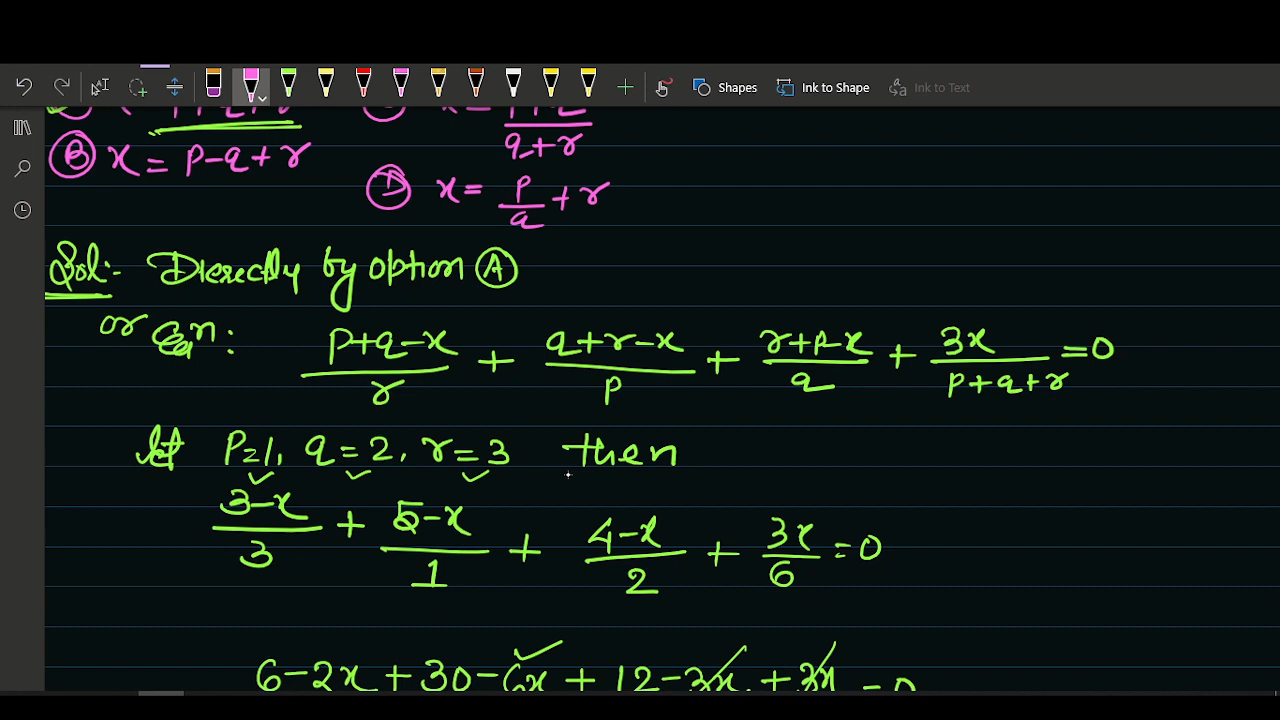 Shapes Ink to Shape Ink to Text
p+q+r x = p+q/q+r
(B) x = p-q+r
(D) x = p/q + r
Sol:- Directly by option (A)
or Eqn: p+q-x/r + q+r-x/p + r+p-x/q + 3x/p+q+r = 0
let P=1, q=2, r=3 then
3-x/3 + 5-x/1 + 4-x/2 + 3x/6 = 0
6-2x+30-6x+12-3x+3x=0